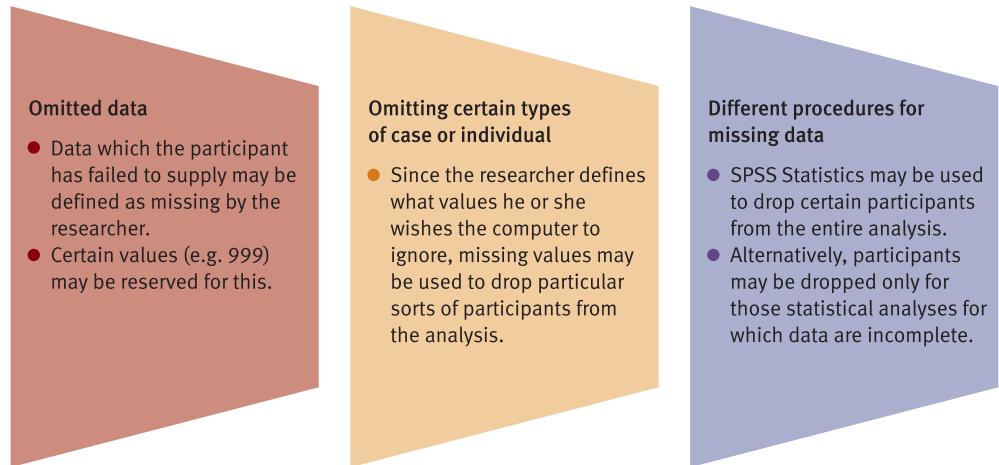 Omitted data
● Data which the participant
has failed to supply may be
defined as missing by the
researcher.
● Certain values (e.g. 999)
may be reserved for this.
Omitting certain types
of case or individual
● Since the researcher defines
what values he or she
wishes the computer to
ignore, missing values may
be used to drop particular
sorts of participants from
the analysis.
Different procedures for
missing data
● SPSS Statistics may be used
to drop certain participants
from the entire analysis.
● Alternatively, participants
may be dropped only for
those statistical analyses for
which data are incomplete.